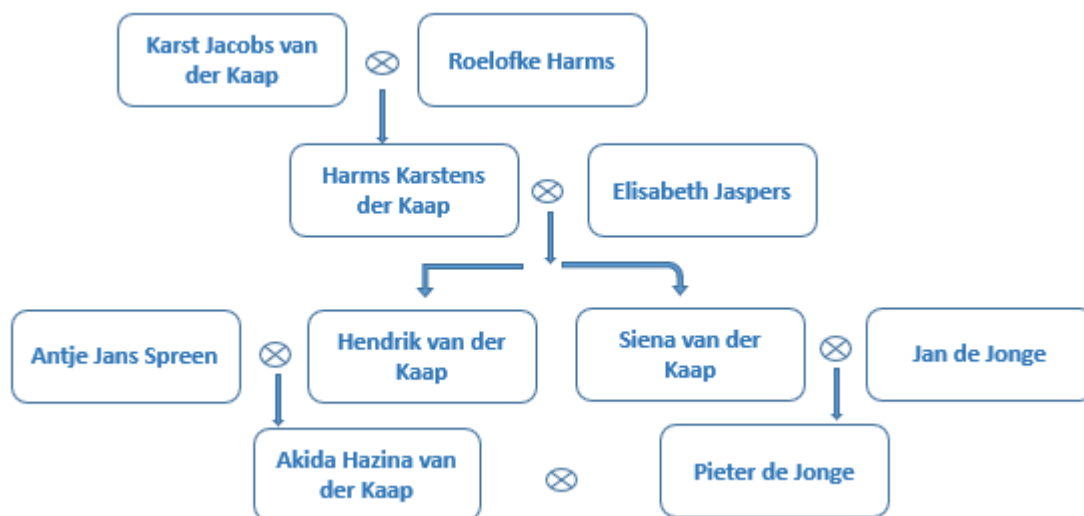 Karst Jacobs van
der Kaap
Roelofke Harms
Harms Karstens
der Kaap
Elisabeth Jaspers
Antje Jans Spreen
Hendrik van der
Kaap
Siena van der
Kaap
Jan de Jonge
Akida Hazina van
der Kaap
Pieter de Jonge